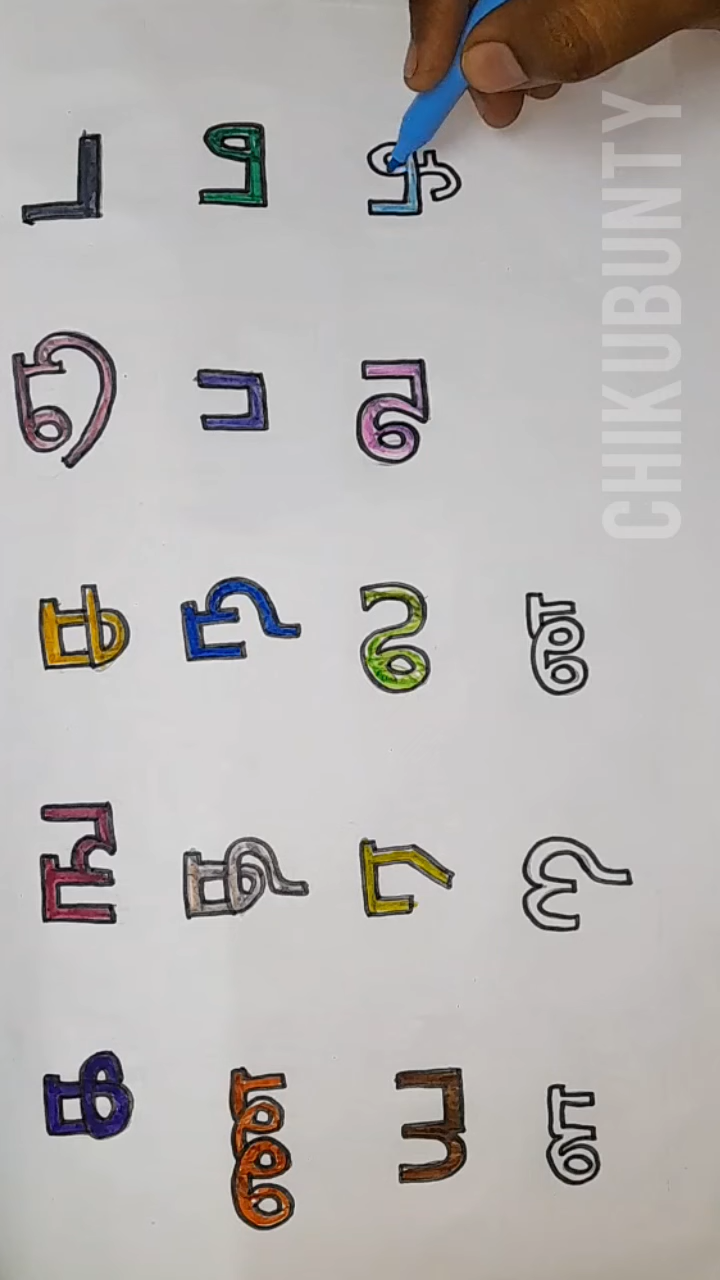 க ங ச ஞ ட
ண த ந ப ம
ய ர ல வ ழ
ள ற ன
CHIKUBUNTY